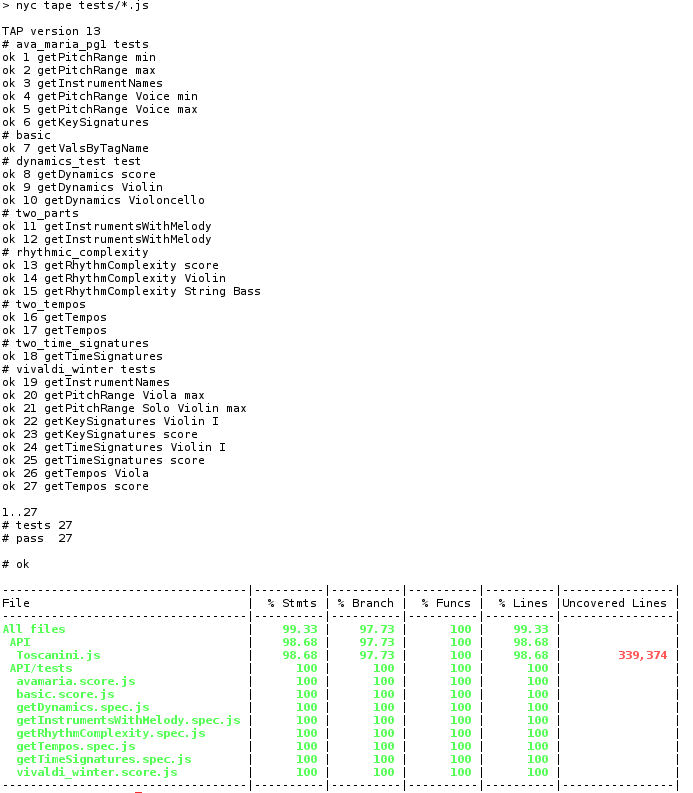 > nyc tape tests/*.js
TAP version 13
# ava_maria_pg1 tests
ok 1 getPitchRange min
ok 2 getPitchRange max
ok 3 getInstrumentNames
ok 4 getPitchRange Voice min
ok 5 getPitchRange Voice max
ok 6 getKeySignatures
# basic
ok 7 getValsByTagName
# dynamics_test test
ok 8 getDynamics score
ok 9 getDynamics Violin
ok 10 getDynamics Violoncello
# two_parts
ok 11 getInstrumentsWithMelody
ok 12 getInstrumentsWithMelody
# rhythmic_complexity
ok 13 getRhythmComplexity score
ok 14 getRhythmComplexity Violin
ok 15 getRhythmComplexity String Bass
# two_tempos
ok 16 getTempos
ok 17 getTempos
# two_time_signatures
ok 18 getTimeSignatures
# vivaldi_winter tests
ok 19 getInstrumentNames
ok 20 getPitchRange Viola max
ok 21 getPitchRange Solo Violin max
ok 22 getKeySignatures Violin I
ok 23 getKeySignatures score
ok 24 getTimeSignatures Violin I
ok 25 getTimeSignatures score
ok 26 getTempos Viola
ok 27 getTempos score
1..27
# tests 27
# pass  27
# ok
-----------------------------------|----------|----------|----------|----------|----------------|
File                               |  % Stmts | % Branch |  % Funcs |  % Lines |Uncovered Lines |
-----------------------------------|----------|----------|----------|----------|----------------|
All files                          |    99.33 |    97.73 |      100 |    99.33 |                |
 API                               |    98.68 |    97.73 |      100 |    98.68 |                |
  Toscanini.js                     |    98.68 |    97.73 |      100 |    98.68 |        339,374 |
 API/tests                         |      100 |      100 |      100 |      100 |                |
  avamaria.score.js                |      100 |      100 |      100 |      100 |                |
  basic.score.js                   |      100 |      100 |      100 |      100 |                |
  getDynamics.spec.js              |      100 |      100 |      100 |      100 |                |
  getInstrumentsWithMelody.spec.js |      100 |      100 |      100 |      100 |                |
  getRhythmComplexity.spec.js      |      100 |      100 |      100 |      100 |                |
  getTempos.spec.js                |      100 |      100 |      100 |      100 |                |
  getTimeSignatures.spec.js        |      100 |      100 |      100 |      100 |                |
  vivaldi_winter.score.js          |      100 |      100 |      100 |      100 |                |
-----------------------------------|----------|----------|----------|----------|----------------|